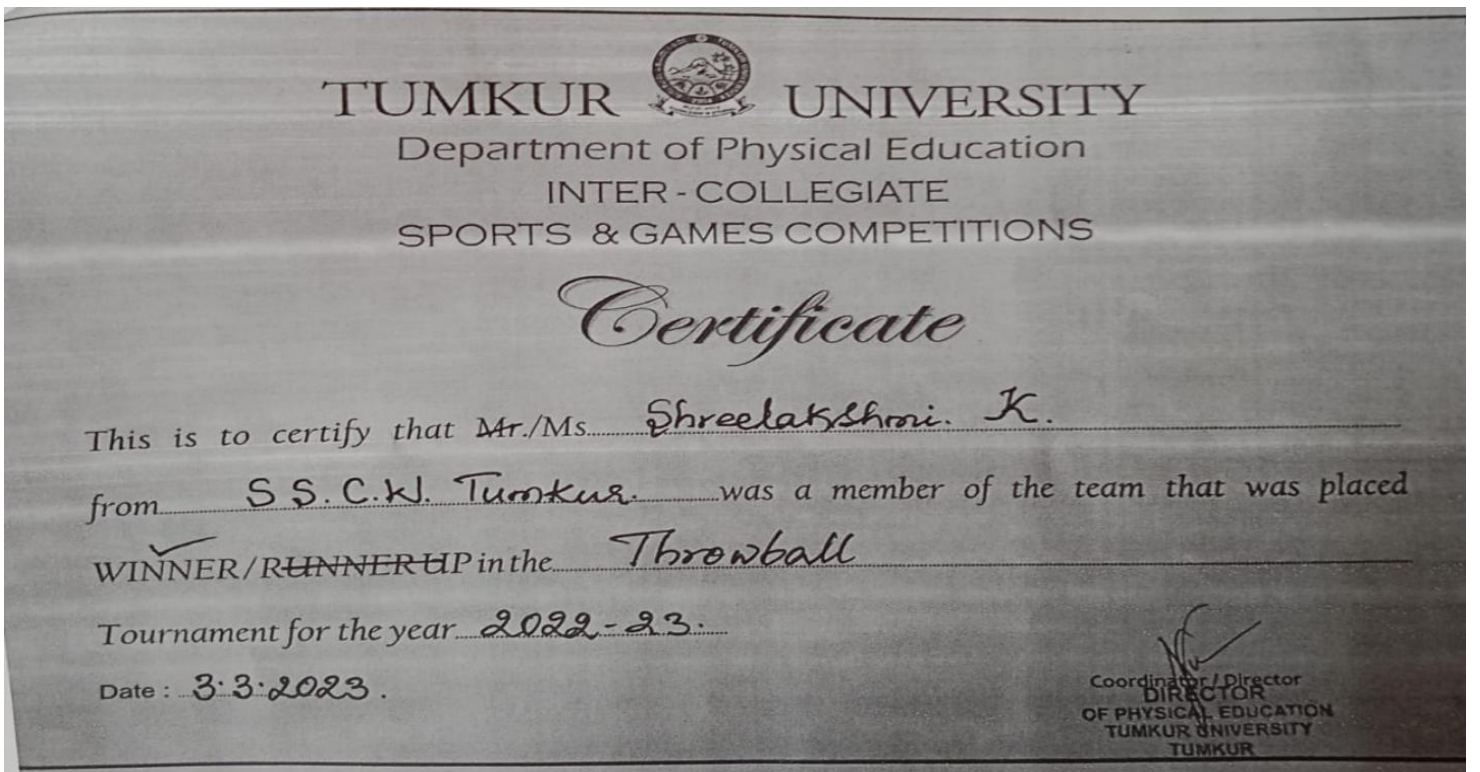 TUMKUR UNIVERSITY
Department of Physical Education
INTER - COLLEGIATE
SPORTS & GAMES COMPETITIONS
Certificate
This is to certify that Mr./Ms. Shreelakshmi. K.
from S S. C.W. Tumkur. was a member of the team that was placed
WINNER/RUNNER UP in the Throwball
Tournament for the year 2022-23.
Date : 3.3.2023.
Coordinator / Director
DIRECTOR
OF PHYSICAL EDUCATION
TUMKUR UNIVERSITY
TUMKUR